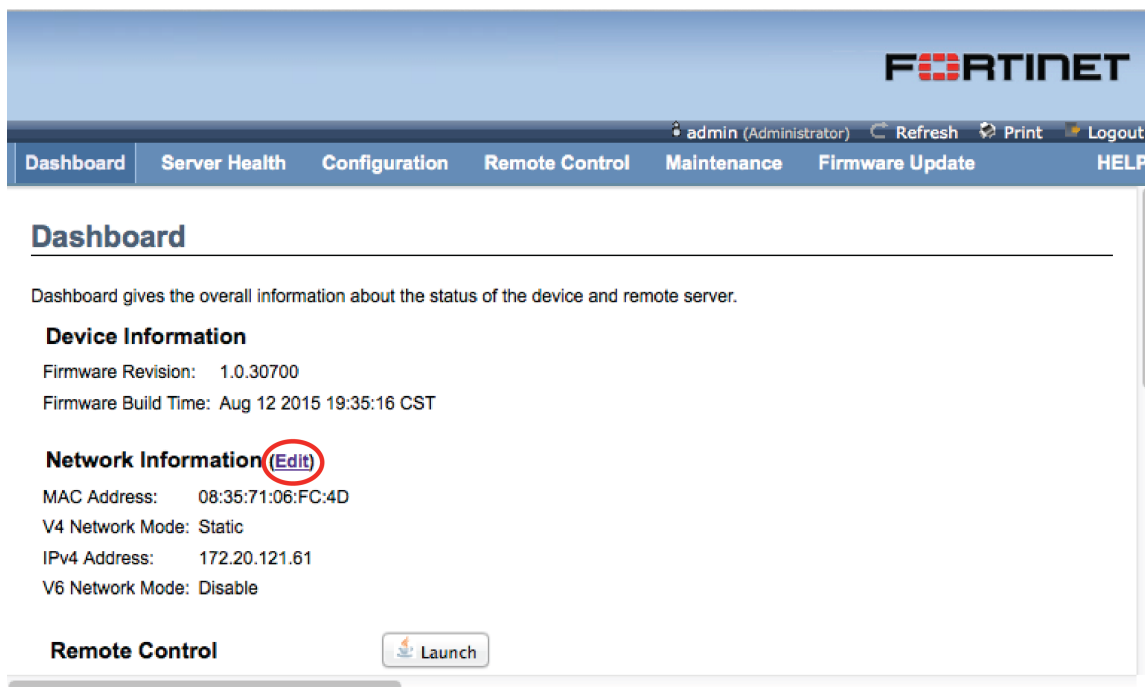 FORTINET
admin (Administrator) Refresh Print Logout
Dashboard Server Health Configuration Remote Control Maintenance Firmware Update HELP
Dashboard
Dashboard gives the overall information about the status of the device and remote server.
Device Information
Firmware Revision: 1.0.30700
Firmware Build Time: Aug 12 2015 19:35:16 CST
Network Information (Edit)
MAC Address: 08:35:71:06:FC:4D
V4 Network Mode: Static
IPv4 Address: 172.20.121.61
V6 Network Mode: Disable
Remote Control Launch